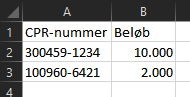 A B
1 CPR-nummer Beløb
2 300459-1234 10.000
3 100960-6421 2.000